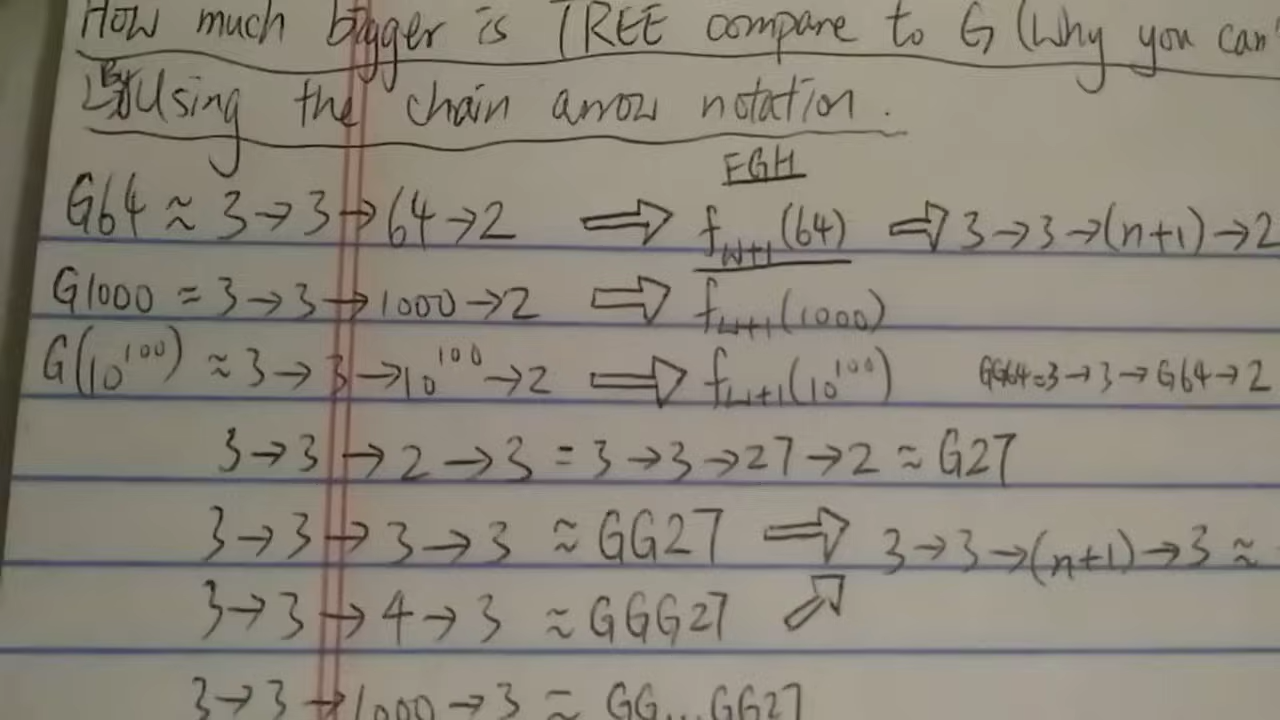 How much bigger is TREE compare to G (Why you can'
By Using the chain arrow notation.
FGH
G64 ≈ 3→3→64→2 ⇒ f_{w+1}(64) ⇒ 3→3→(n+1)→2
G1000 = 3→3→1000→2 ⇒ f_{w+1}(1000)
G(10^{100}) ≈ 3→3→10^{100}→2 ⇒ f_{w+1}(10^{100}) GG64=3→3→G64→2
3→3→2→3 = 3→3→27→2 ≈ G27
3→3→3→3 ≈ GG27 ⇒ 3→3→(n+1)→3 ≈
3→3→4→3 ≈ GGG27 ⇗
3→3→1000→3 ≈ GG...GG27